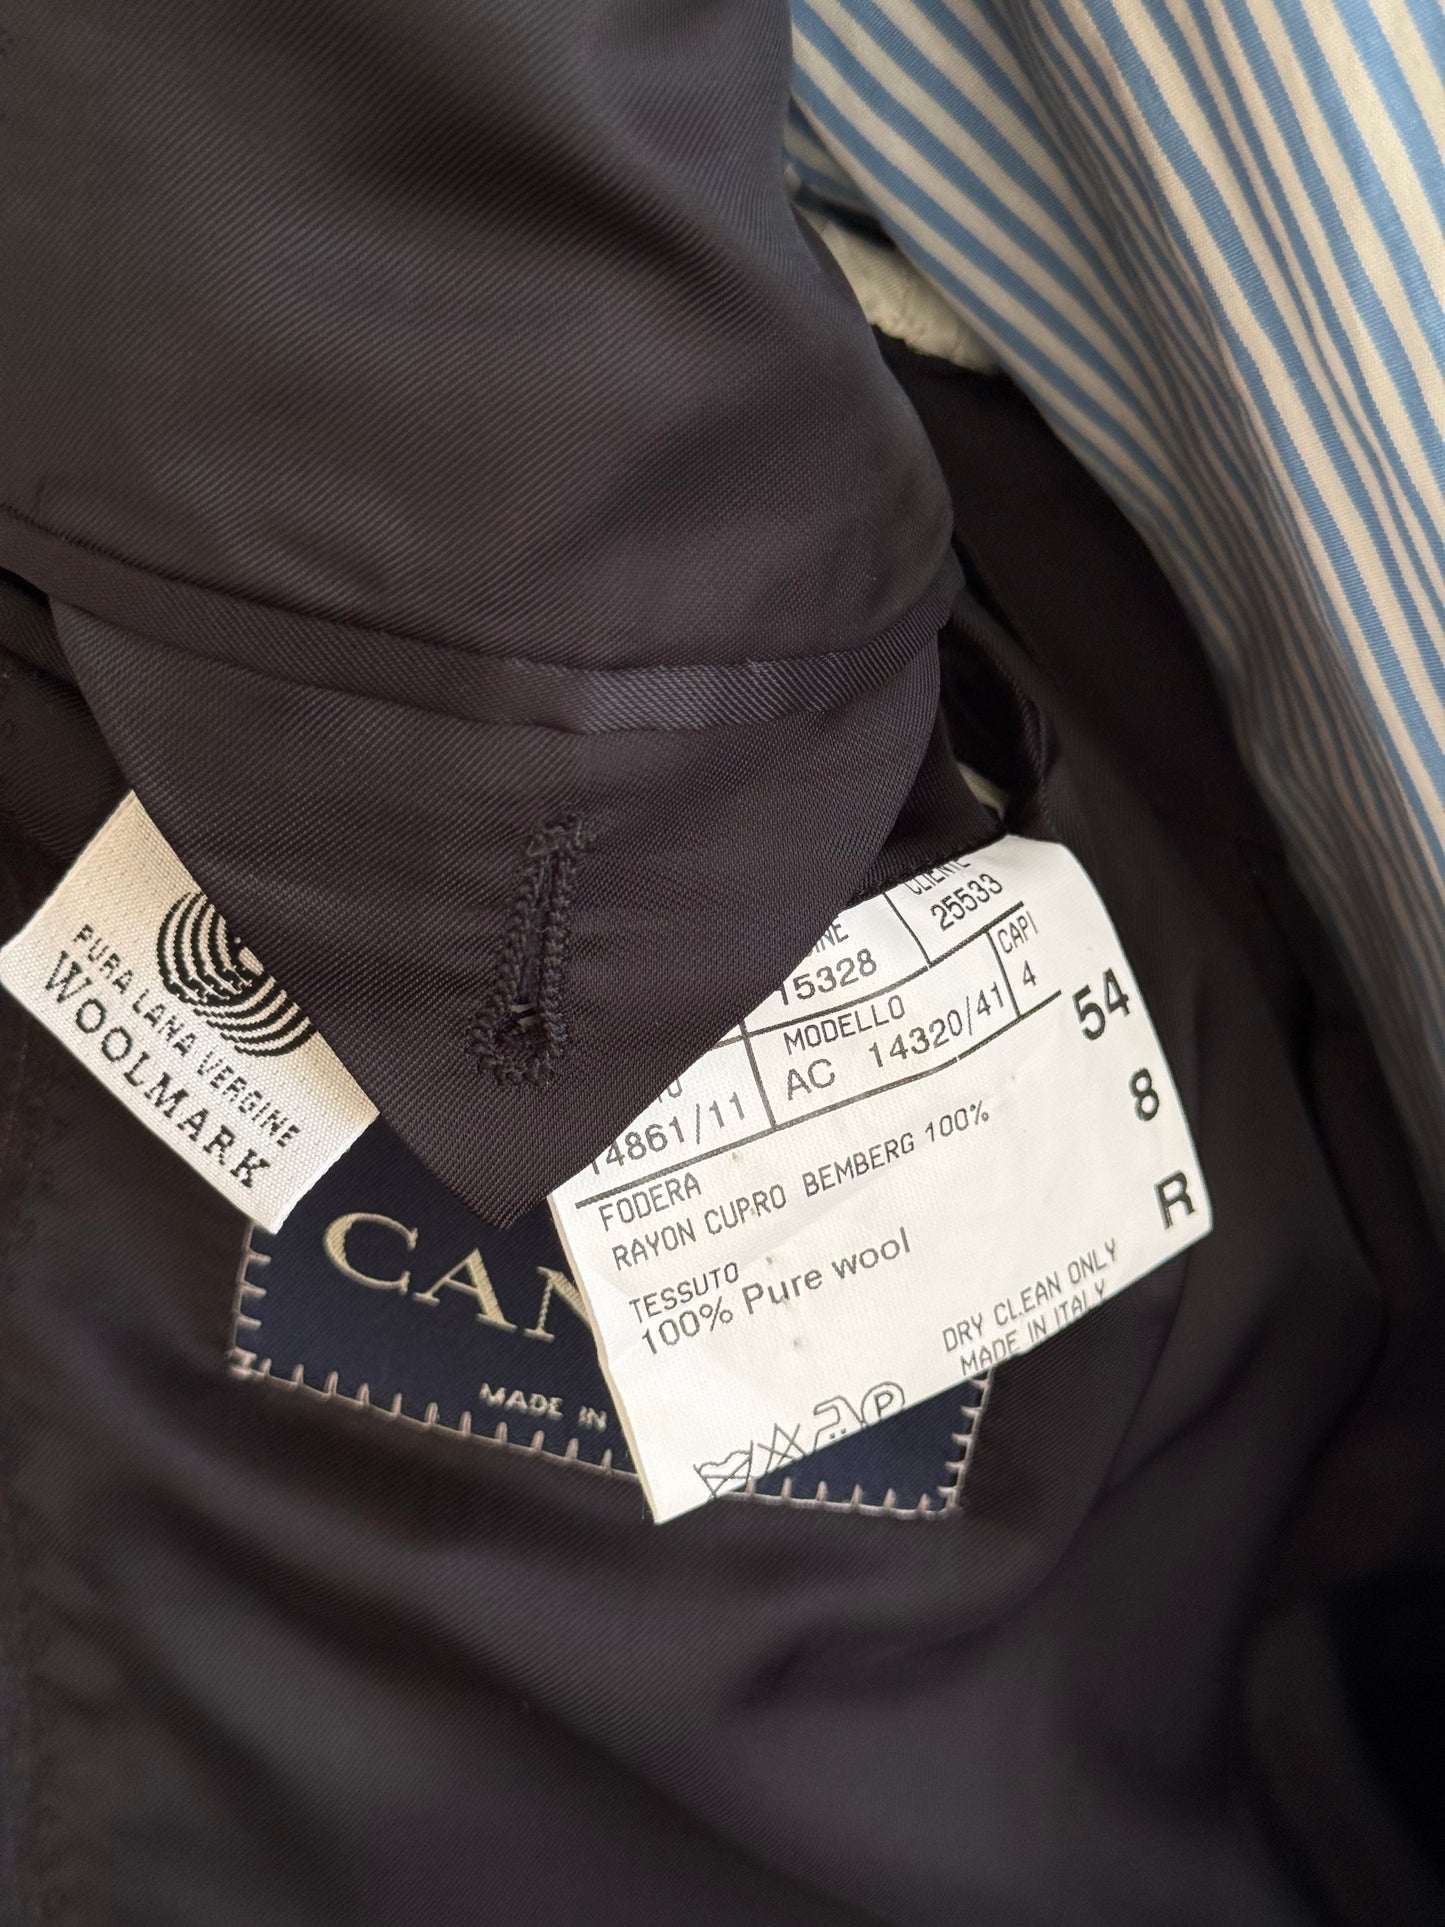 PURA LANA VERGINE
WOOLMARK
CLIENTE
25533
15328
CAPI
4
MODELLO
AC 14320/41
14861/11
54
8
R
FODERA
RAYON CUPRO BEMBERG 100%
TESSUTO
100% Pure wool
DRY CLEAN ONLY
MADE IN ITALY
P
CAN
MADE IN